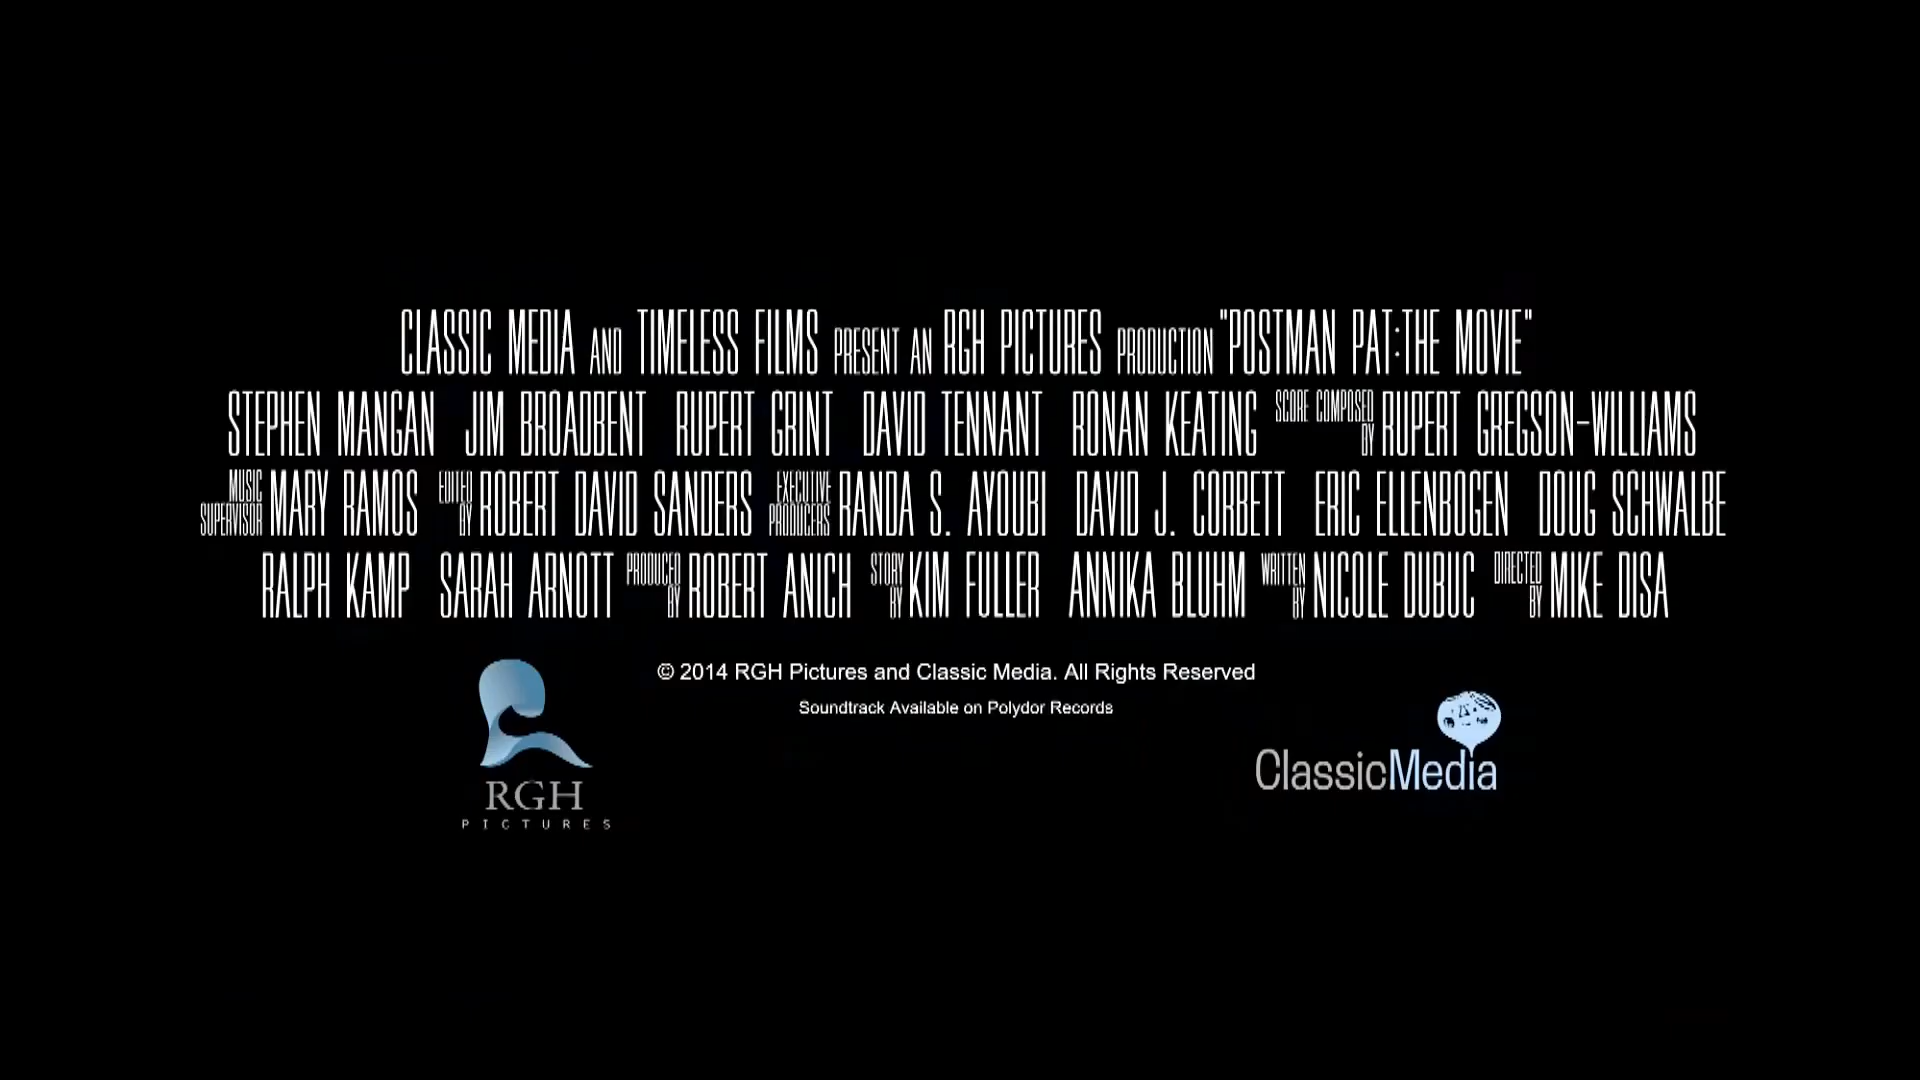 CLASSIC MEDIA AND TIMELESS FILMS PRESENT AN RGH PICTURES PRODUCTION "POSTMAN PAT:THE MOVIE"
STEPHEN MANGAN JIM BROADBENT RUPERT GRINT DAVID TENNANT RONAN KEATING SCORE COMPOSED BY RUPERT GREGSON-WILLIAMS
MUSIC SUPERVISOR MARY RAMOS EDITED BY ROBERT DAVID SANDERS EXECUTIVE PRODUCERS RANDA S. AYOUBI DAVID J. CORBETT ERIC ELLENBOGEN DOUG SCHWALBE
RALPH KAMP SARAH ARNOTT PRODUCED BY ROBERT ANICH STORY BY KIM FULLER ANNIKA BLUHM WRITTEN BY NICOLE DUBUC DIRECTED BY MIKE DISA
© 2014 RGH Pictures and Classic Media. All Rights Reserved
Soundtrack Available on Polydor Records
RGH
PICTURES
ClassicMedia